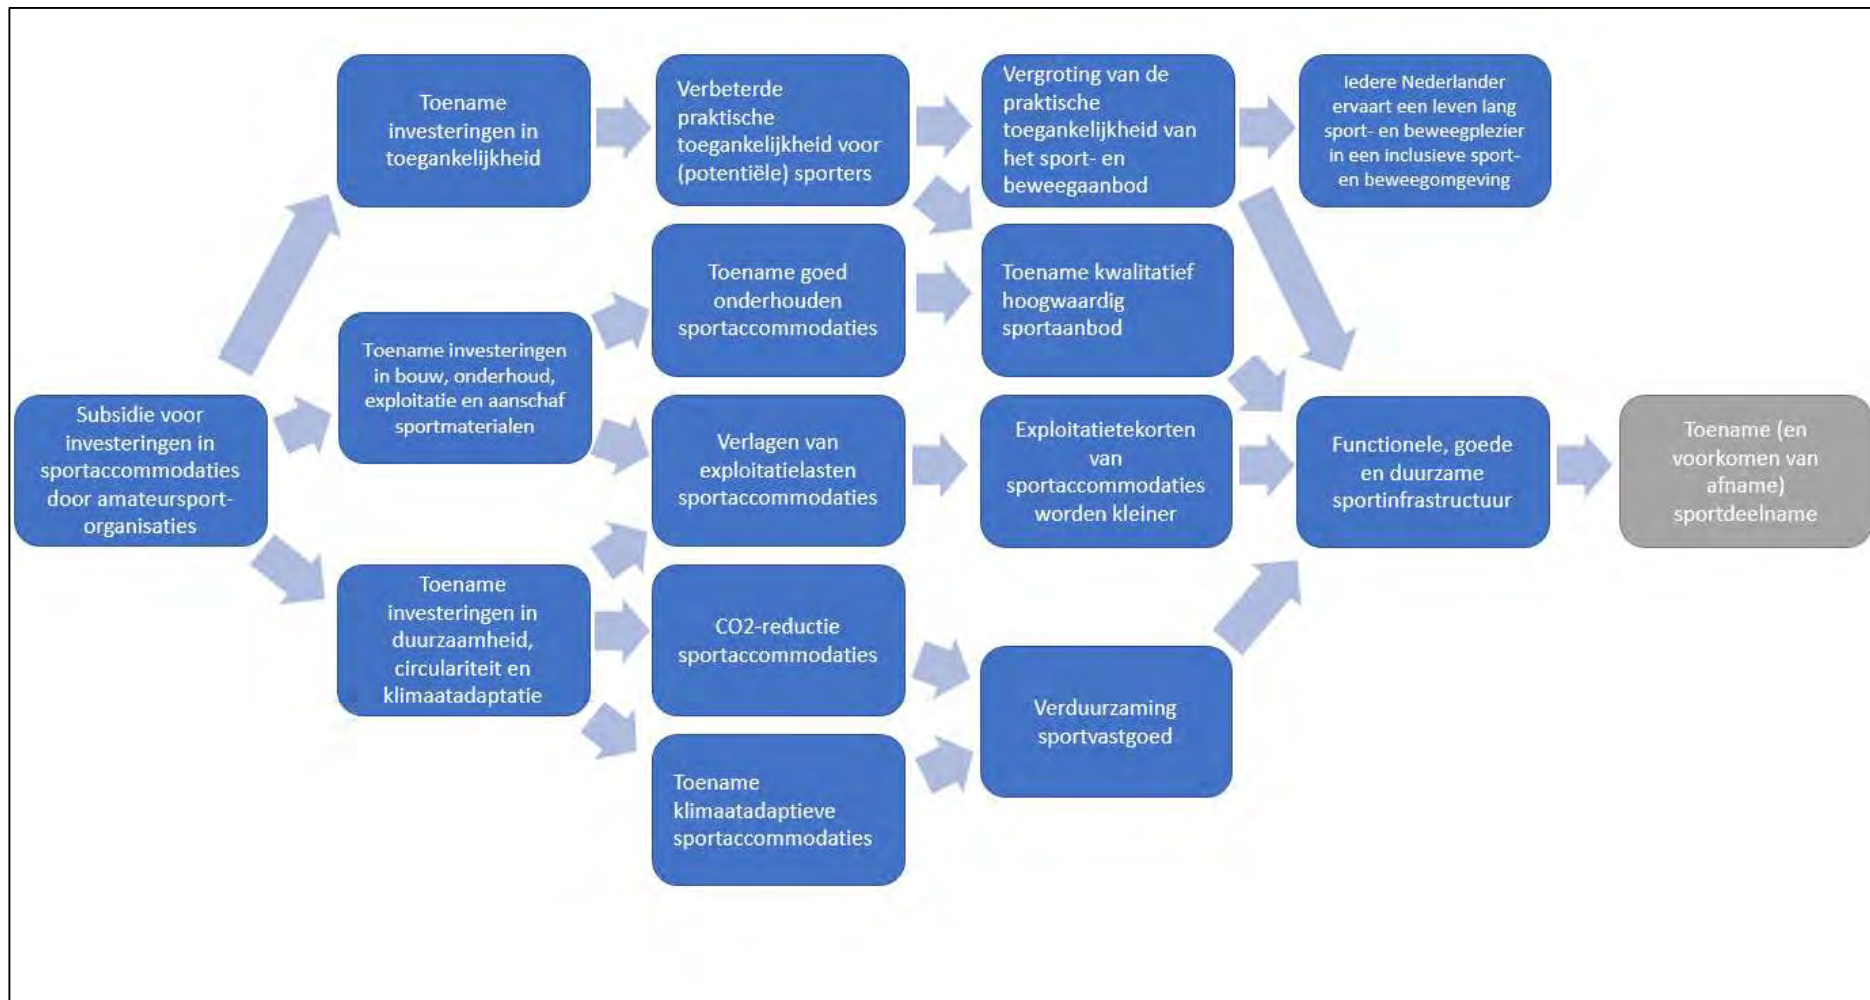 Toename
investeringen in
toegankelijkheid
Verbeterde
praktische
toegankelijkheid voor
(potentiële) sporters
Vergroting van de
praktische
toegankelijkheid van
het sport- en
beweegaanbod
Iedere Nederlander
ervaart een leven lang
sport- en beweegplezier
in een inclusieve sport-
en beweegomgeving
Toename goed
onderhouden
sportaccommodaties
Toename kwalitatief
hoogwaardig
sportaanbod
Toename investeringen
in bouw, onderhoud,
exploitatie en aanschaf
sportmaterialen
Subsidie voor
investeringen in
sportaccommodaties
door amateursport-
organisaties
Verlagen van
exploitatielasten
sportaccommodaties
Exploitatietekorten
van
sportaccommodaties
worden kleiner
Functionele, goede
en duurzame
sportinfrastructuur
Toename (en
voorkomen van
afname)
sportdeelname
Toename
investeringen in
duurzaamheid,
circulariteit en
klimaatadaptatie
CO2-reductie
sportaccommodaties
Verduurzaming
sportvastgoed
Toename
klimaatadaptieve
sportaccommodaties